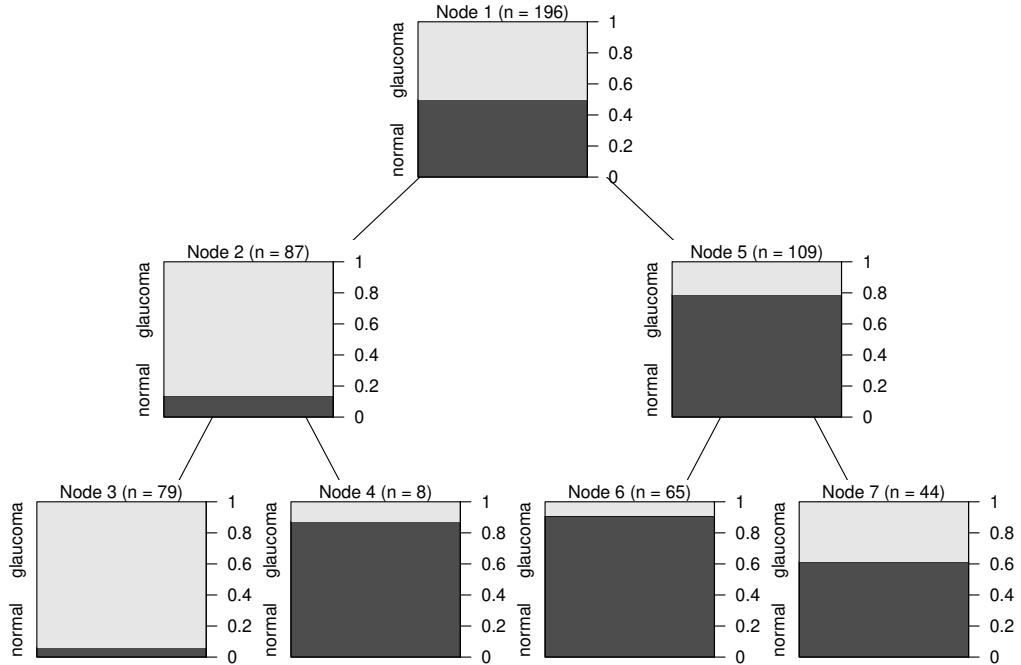 Node 1 (n = 196)
glaucoma
normal
1
0.8
0.6
0.4
0.2
0
Node 2 (n = 87)
glaucoma
normal
1
0.8
0.6
0.4
0.2
0
Node 5 (n = 109)
glaucoma
normal
1
0.8
0.6
0.4
0.2
0
Node 3 (n = 79)
glaucoma
normal
1
0.8
0.6
0.4
0.2
0
Node 4 (n = 8)
glaucoma
normal
1
0.8
0.6
0.4
0.2
0
Node 6 (n = 65)
glaucoma
normal
1
0.8
0.6
0.4
0.2
0
Node 7 (n = 44)
glaucoma
normal
1
0.8
0.6
0.4
0.2
0